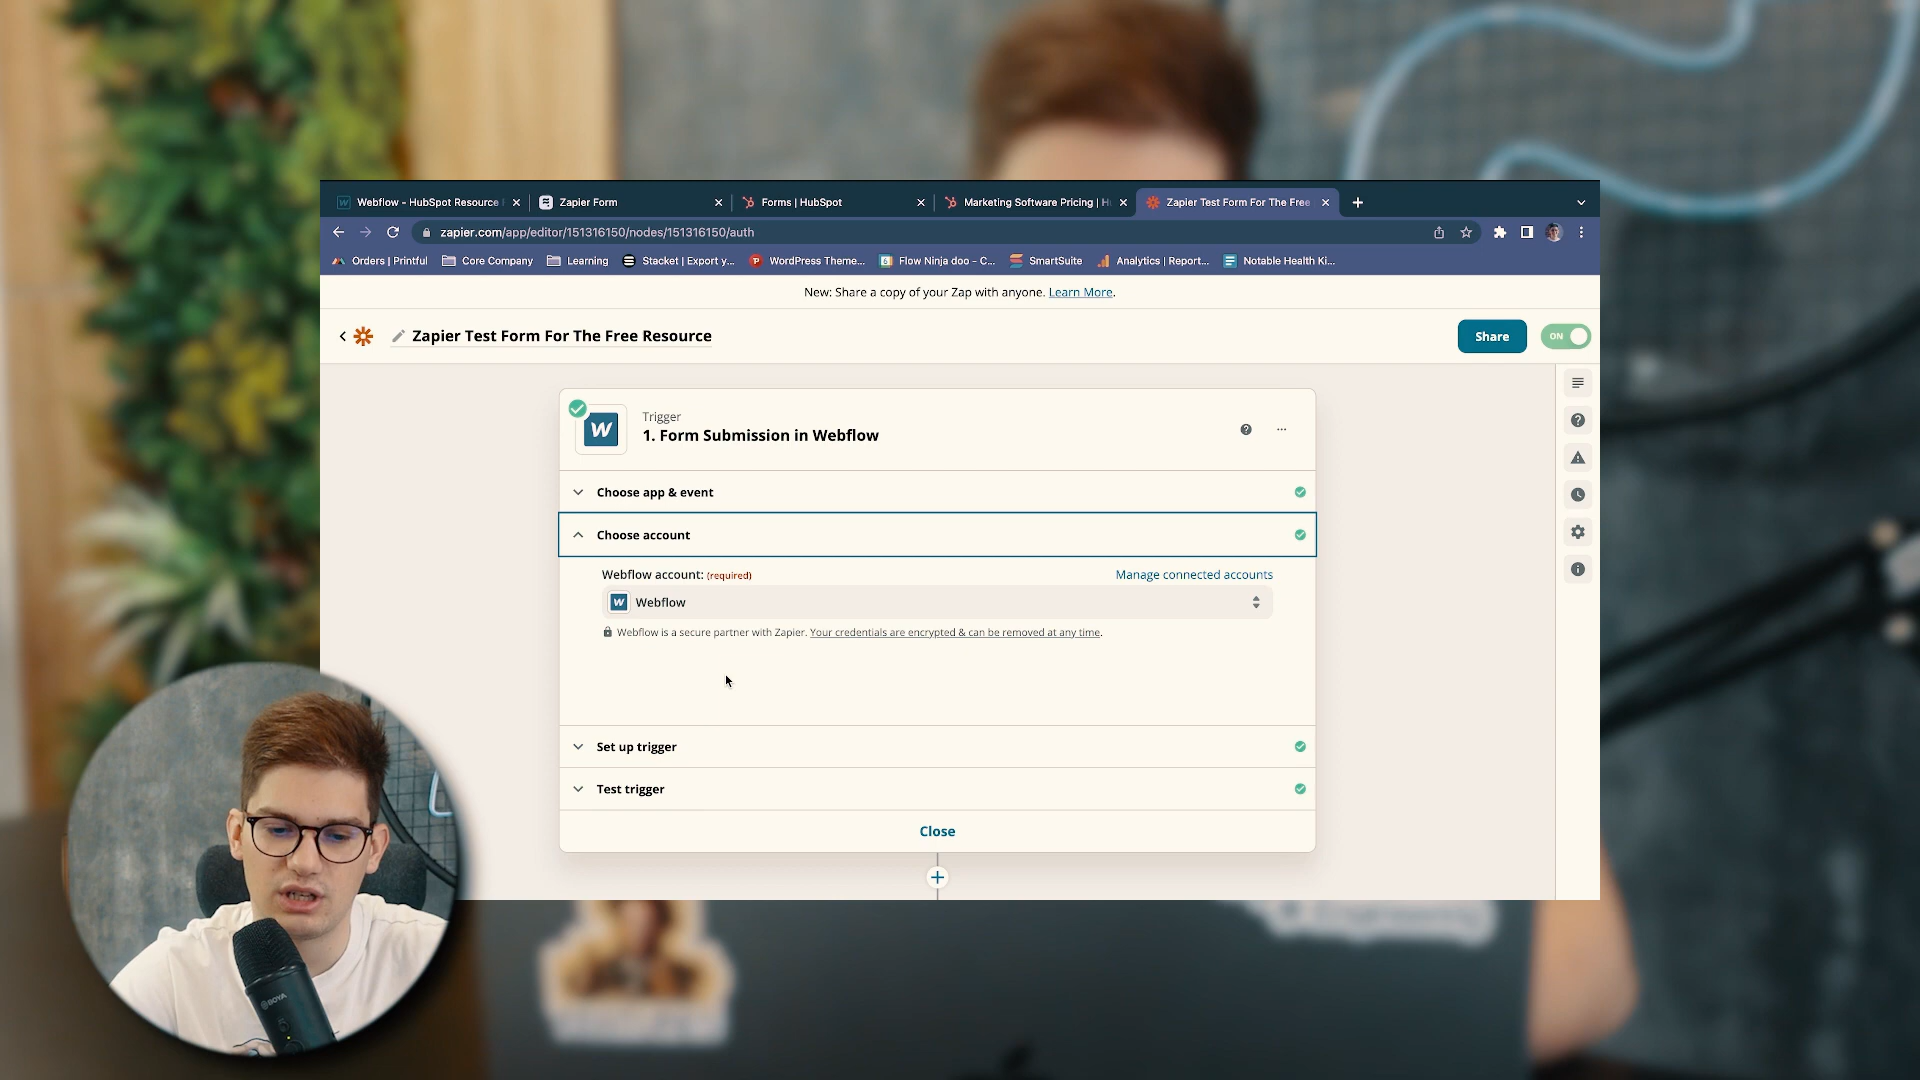 Webflow - HubSpot Resource
Zapier Form
Forms | HubSpot
Marketing Software Pricing | H
Zapier Test Form For The Free
zapier.com/app/editor/151316150/nodes/151316150/auth
Orders | Printful
Core Company
Learning
Stacket | Export y...
WordPress Theme...
Flow Ninja doo - C...
SmartSuite
Analytics | Report...
Notable Health Ki...
New: Share a copy of your Zap with anyone. Learn More.
Zapier Test Form For The Free Resource
Share
ON
Trigger
1. Form Submission in Webflow
Choose app & event
Choose account
Webflow account: (required)
Manage connected accounts
Webflow
Webflow is a secure partner with Zapier. Your credentials are encrypted & can be removed at any time.
Set up trigger
Test trigger
Close
BOYA